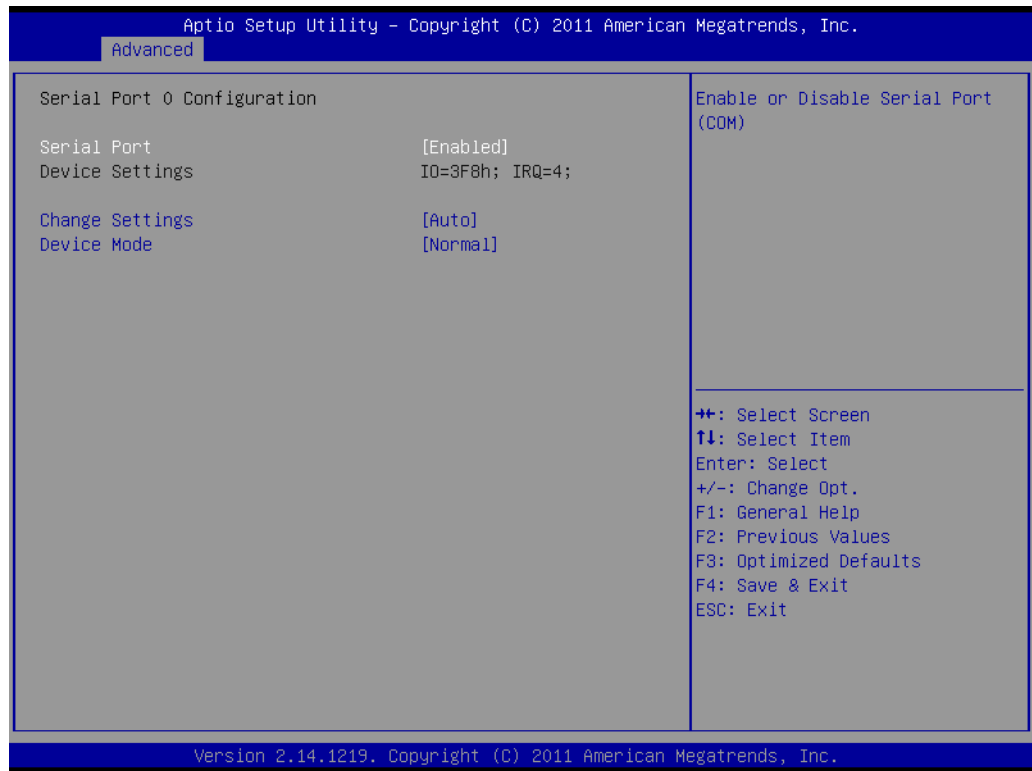 Aptio Setup Utility – Copyright (C) 2011 American Megatrends, Inc.
Advanced
Serial Port 0 Configuration
Serial Port [Enabled]
Device Settings IO=3F8h; IRQ=4;
Change Settings [Auto]
Device Mode [Normal]
Enable or Disable Serial Port
(COM)
→←: Select Screen
↑↓: Select Item
Enter: Select
+/-: Change Opt.
F1: General Help
F2: Previous Values
F3: Optimized Defaults
F4: Save & Exit
ESC: Exit
Version 2.14.1219. Copyright (C) 2011 American Megatrends, Inc.